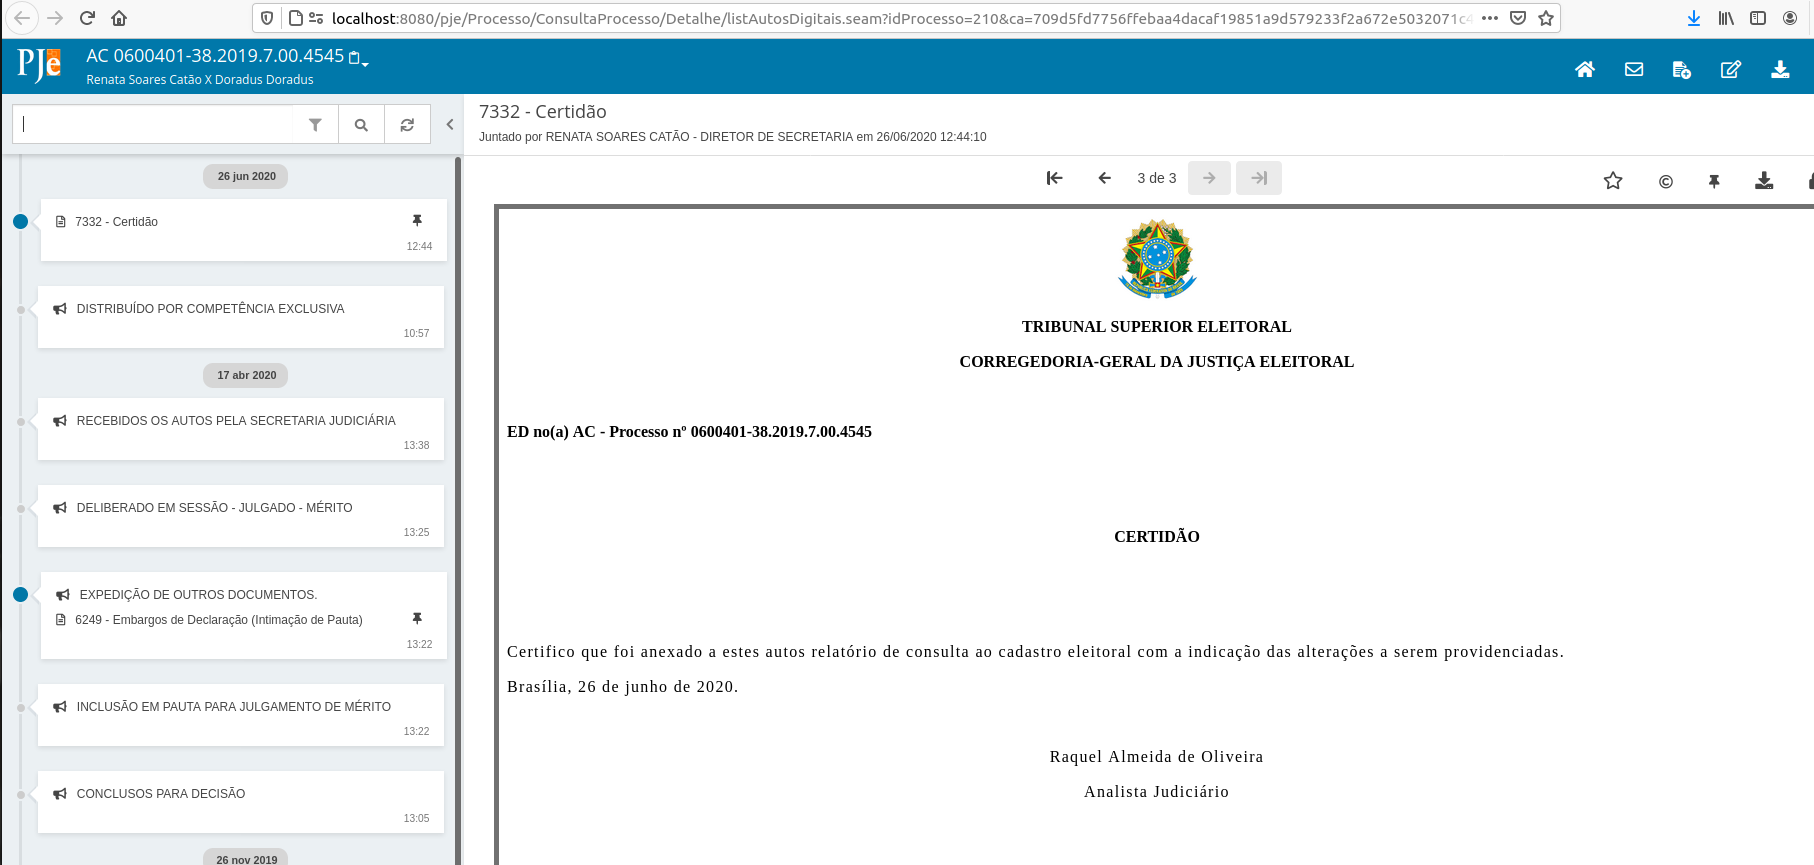 localhost:8080/pje/Processo/ConsultaProcesso/Detalhe/listAutosDigitais.seam?idProcesso=210&ca=709d5fd7756ffebaa4dacaf19851a9d579233f2a672e5032071c4
PJe
AC 0600401-38.2019.7.00.4545
Renata Soares Catão X Doradus Doradus
26 jun 2020
7332 - Certidão
12:44
DISTRIBUÍDO POR COMPETÊNCIA EXCLUSIVA
10:57
17 abr 2020
RECEBIDOS OS AUTOS PELA SECRETARIA JUDICIÁRIA
13:38
DELIBERADO EM SESSÃO - JULGADO - MÉRITO
13:25
EXPEDIÇÃO DE OUTROS DOCUMENTOS.
6249 - Embargos de Declaração (Intimação de Pauta)
13:22
INCLUSÃO EM PAUTA PARA JULGAMENTO DE MÉRITO
13:22
CONCLUSOS PARA DECISÃO
13:05
26 nov 2019
7332 - Certidão
Juntado por RENATA SOARES CATÃO - DIRETOR DE SECRETARIA em 26/06/2020 12:44:10
3 de 3
TRIBUNAL SUPERIOR ELEITORAL
CORREGEDORIA-GERAL DA JUSTIÇA ELEITORAL
ED no(a) AC - Processo nº 0600401-38.2019.7.00.4545
CERTIDÃO
Certifico que foi anexado a estes autos relatório de consulta ao cadastro eleitoral com a indicação das alterações a serem providenciadas.
Brasília, 26 de junho de 2020.
Raquel Almeida de Oliveira
Analista Judiciário